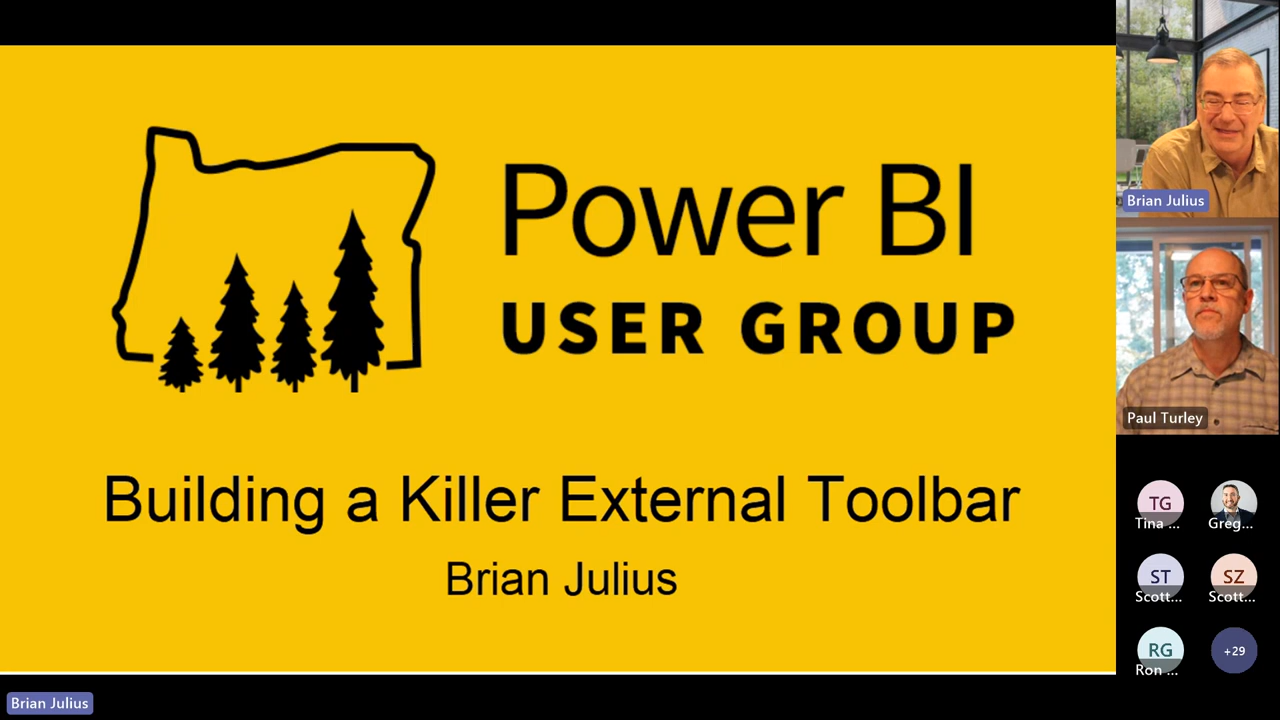 Power BI
USER GROUP
Building a Killer External Toolbar
Brian Julius
Brian Julius
Paul Turley
TG
Tina ...
Greg...
ST
Scott...
SZ
Scott...
RG
Ron ...
+29
Brian Julius